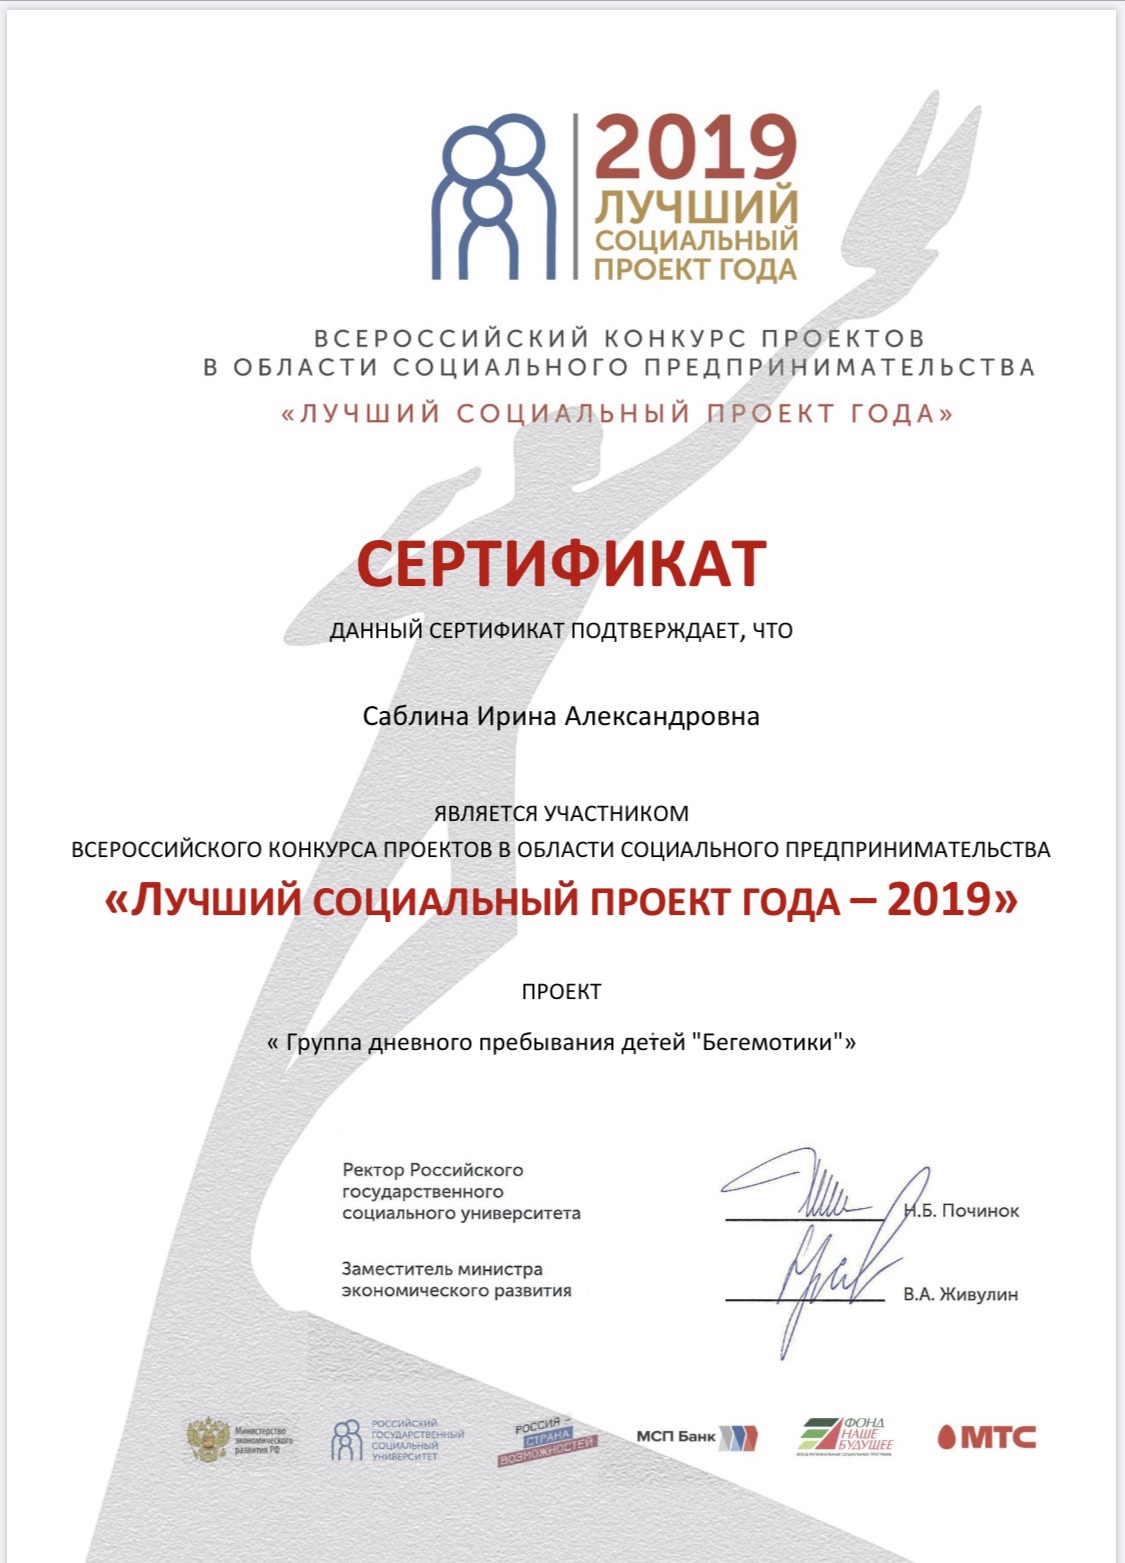 2019
ЛУЧШИЙ
СОЦИАЛЬНЫЙ
ПРОЕКТ ГОДА
ВСЕРОССИЙСКИЙ КОНКУРС ПРОЕКТОВ
В ОБЛАСТИ СОЦИАЛЬНОГО ПРЕДПРИНИМАТЕЛЬСТВА
«ЛУЧШИЙ СОЦИАЛЬНЫЙ ПРОЕКТ ГОДА»
СЕРТИФИКАТ
ДАННЫЙ СЕРТИФИКАТ ПОДТВЕРЖДАЕТ, ЧТО
Саблина Ирина Александровна
ЯВЛЯЕТСЯ УЧАСТНИКОМ
ВСЕРОССИЙСКОГО КОНКУРСА ПРОЕКТОВ В ОБЛАСТИ СОЦИАЛЬНОГО ПРЕДПРИНИМАТЕЛЬСТВА
«ЛУЧШИЙ СОЦИАЛЬНЫЙ ПРОЕКТ ГОДА – 2019»
ПРОЕКТ
« Группа дневного пребывания детей "Бегемотики"»
Ректор Российского
государственного
социального университета
Н.Б. Починок
Заместитель министра
экономического развития
В.А. Живулин
Министерство
экономического
развития РФ
РОССИЙСКИЙ
ГОСУДАРСТВЕННЫЙ
СОЦИАЛЬНЫЙ
УНИВЕРСИТЕТ
РОССИЯ –
СТРАНА
ВОЗМОЖНОСТЕЙ
МСП Банк
ФОНД
НАШЕ
БУДУЩЕЕ
ФОНД РЕГИОНАЛЬНЫХ СОЦИАЛЬНЫХ ПРОГРАММ
МТС